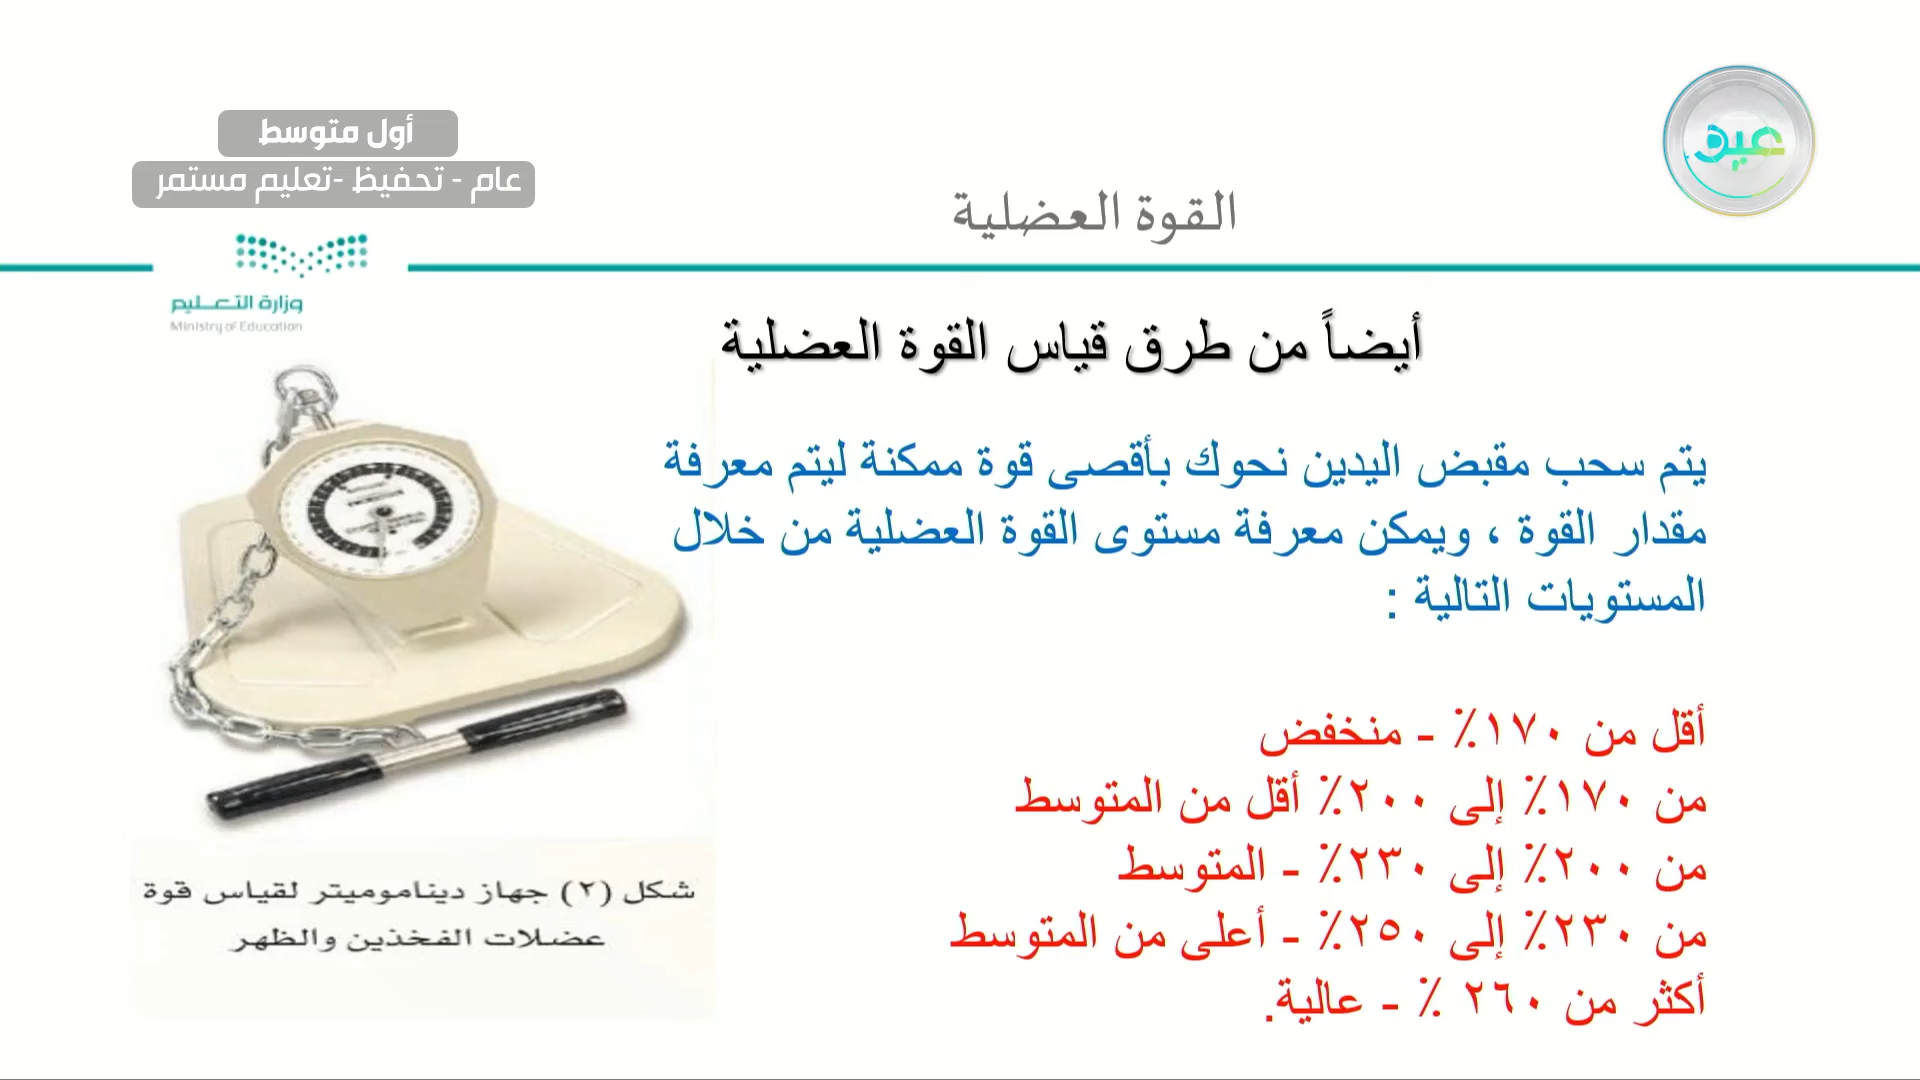 أول متوسط
عام - تحفيظ -تعليم مستمر
عين
القوة العضلية
وزارة التعليم
Ministry of Education
أيضاً من طرق قياس القوة العضلية
يتم سحب مقبض اليدين نحوك بأقصى قوة ممكنة ليتم معرفة
مقدار القوة ، ويمكن معرفة مستوى القوة العضلية من خلال
المستويات التالية :
أقل من ١٧٠٪ - منخفض
من ١٧٠٪ إلى ٢٠٠٪ أقل من المتوسط
من ٢٠٠٪ إلى ٢٣٠٪ - المتوسط
من ٢٣٠٪ إلى ٢٥٠٪ - أعلى من المتوسط
أكثر من ٢٦٠ ٪ - عالية.
شكل (٢) جهاز ديناموميتر لقياس قوة
عضلات الفخذين والظهر